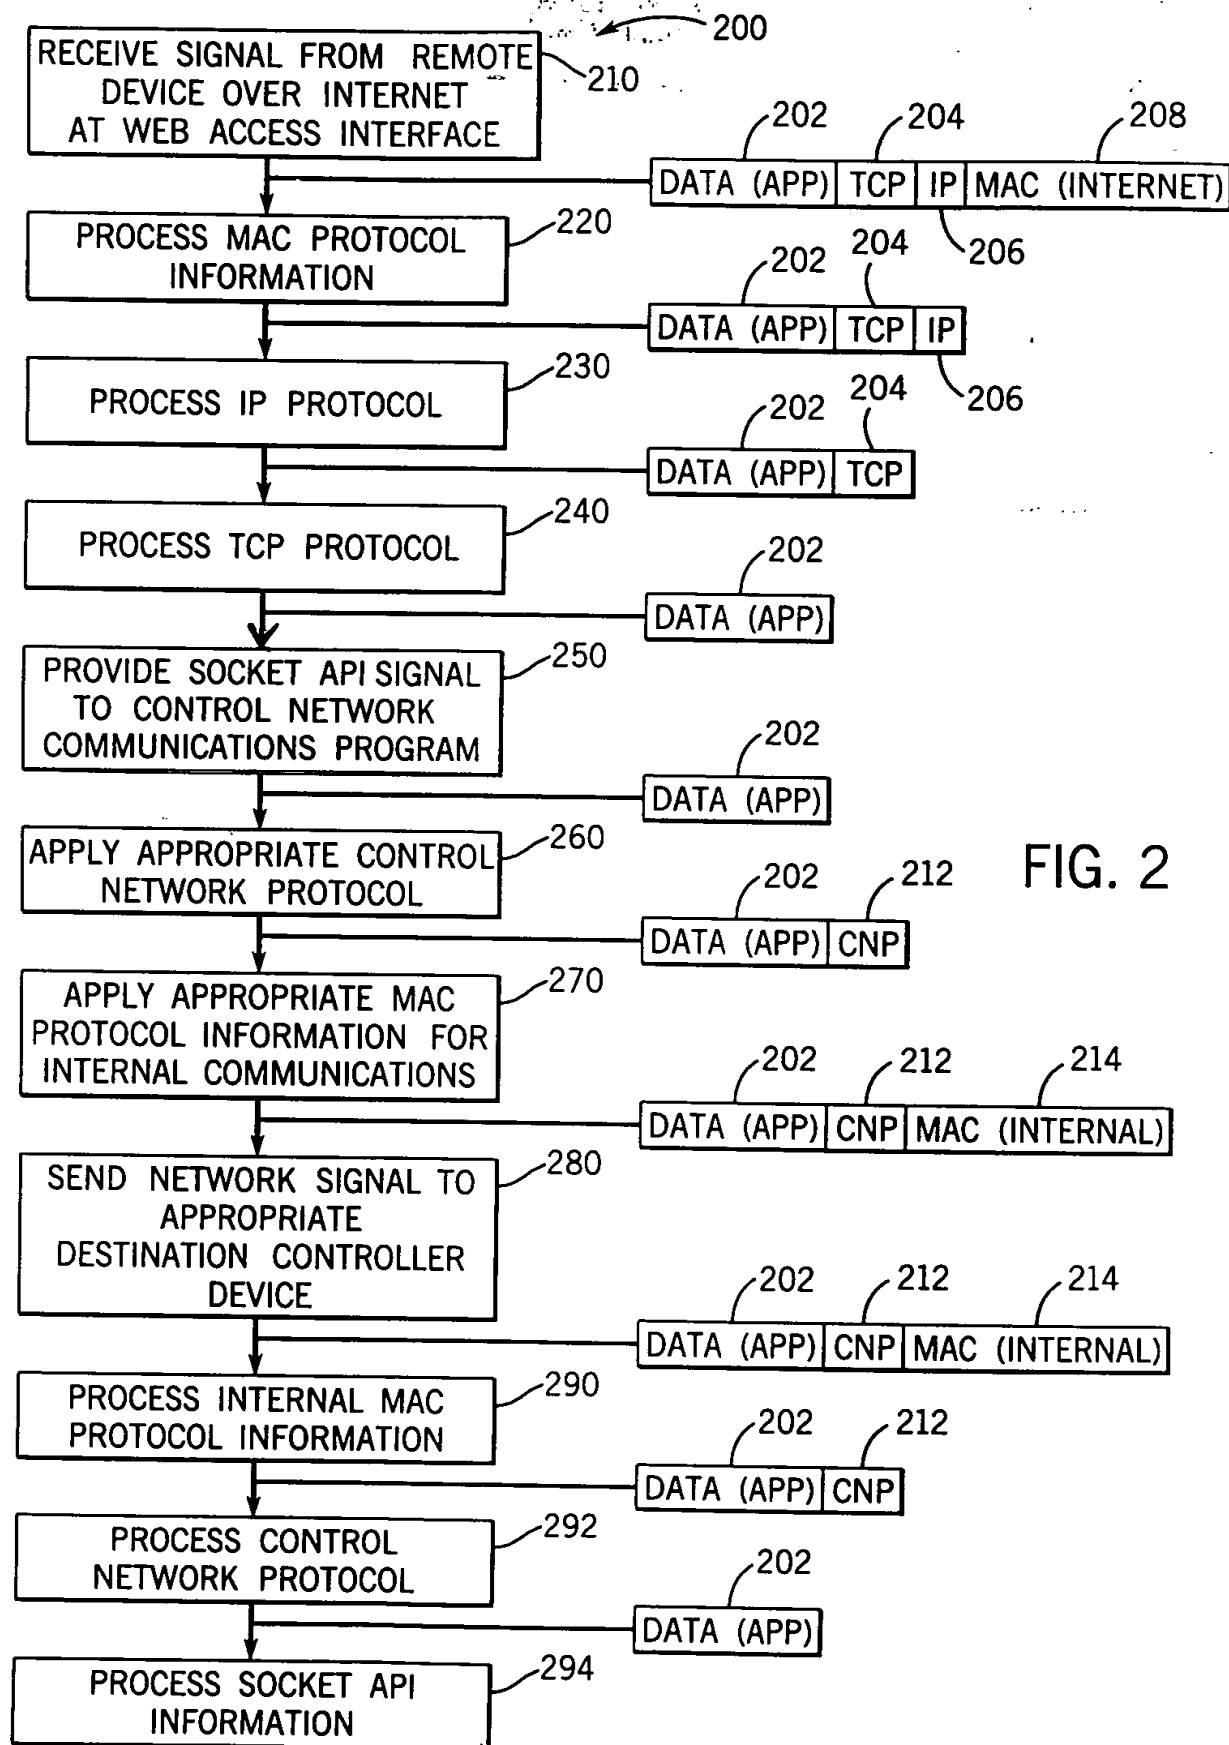 200
RECEIVE SIGNAL FROM REMOTE
DEVICE OVER INTERNET
AT WEB ACCESS INTERFACE
210
202
204
208
DATA (APP) TCP IP MAC (INTERNET)
206
PROCESS MAC PROTOCOL
INFORMATION
220
202
204
DATA (APP) TCP IP
206
PROCESS IP PROTOCOL
230
202
204
DATA (APP) TCP
PROCESS TCP PROTOCOL
240
202
DATA (APP)
PROVIDE SOCKET API SIGNAL
TO CONTROL NETWORK
COMMUNICATIONS PROGRAM
250
202
DATA (APP)
APPLY APPROPRIATE CONTROL
NETWORK PROTOCOL
260
FIG. 2
202
212
DATA (APP) CNP
APPLY APPROPRIATE MAC
PROTOCOL INFORMATION FOR
INTERNAL COMMUNICATIONS
270
202
212
214
DATA (APP) CNP MAC (INTERNAL)
SEND NETWORK SIGNAL TO
APPROPRIATE
DESTINATION CONTROLLER
DEVICE
280
202
212
214
DATA (APP) CNP MAC (INTERNAL)
PROCESS INTERNAL MAC
PROTOCOL INFORMATION
290
202
212
DATA (APP) CNP
PROCESS CONTROL
NETWORK PROTOCOL
292
202
DATA (APP)
PROCESS SOCKET API
INFORMATION
294